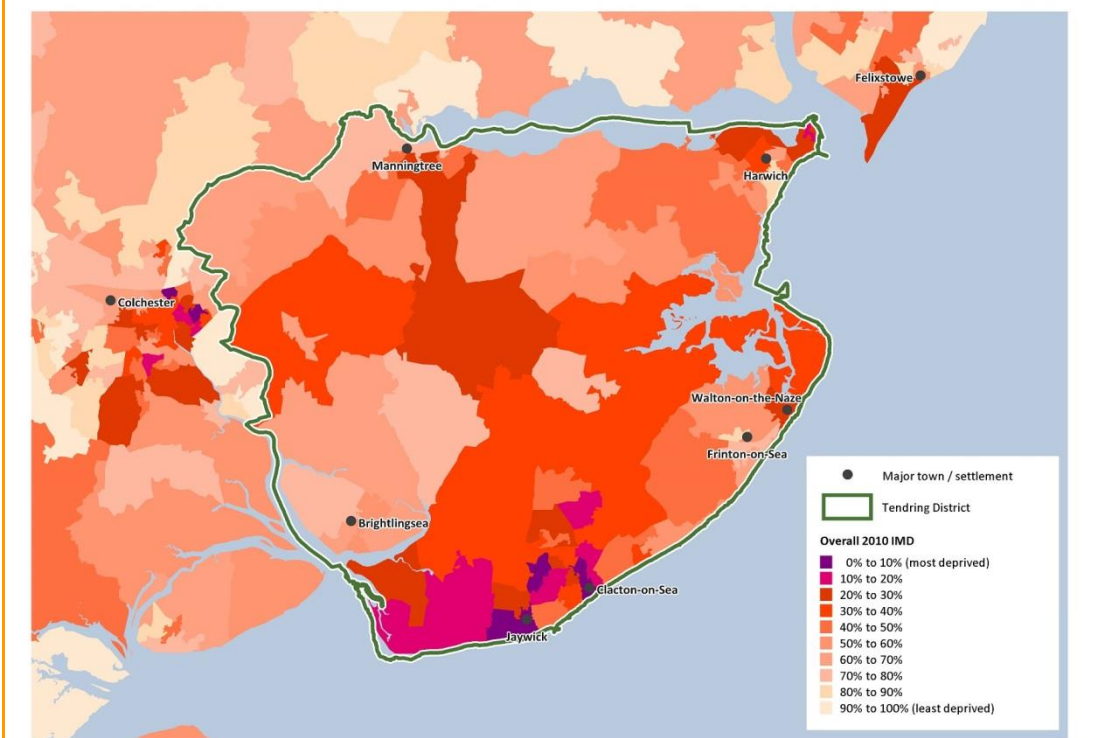 Felixstowe
Manningtree
Harwich
Colchester
Walton-on-the-Naze
Frinton-on-Sea
Brightlingsea
Clacton-on-Sea
Jaywick
Major town / settlement
Tendring District
Overall 2010 IMD
0% to 10% (most deprived)
10% to 20%
20% to 30%
30% to 40%
40% to 50%
50% to 60%
60% to 70%
70% to 80%
80% to 90%
90% to 100% (least deprived)